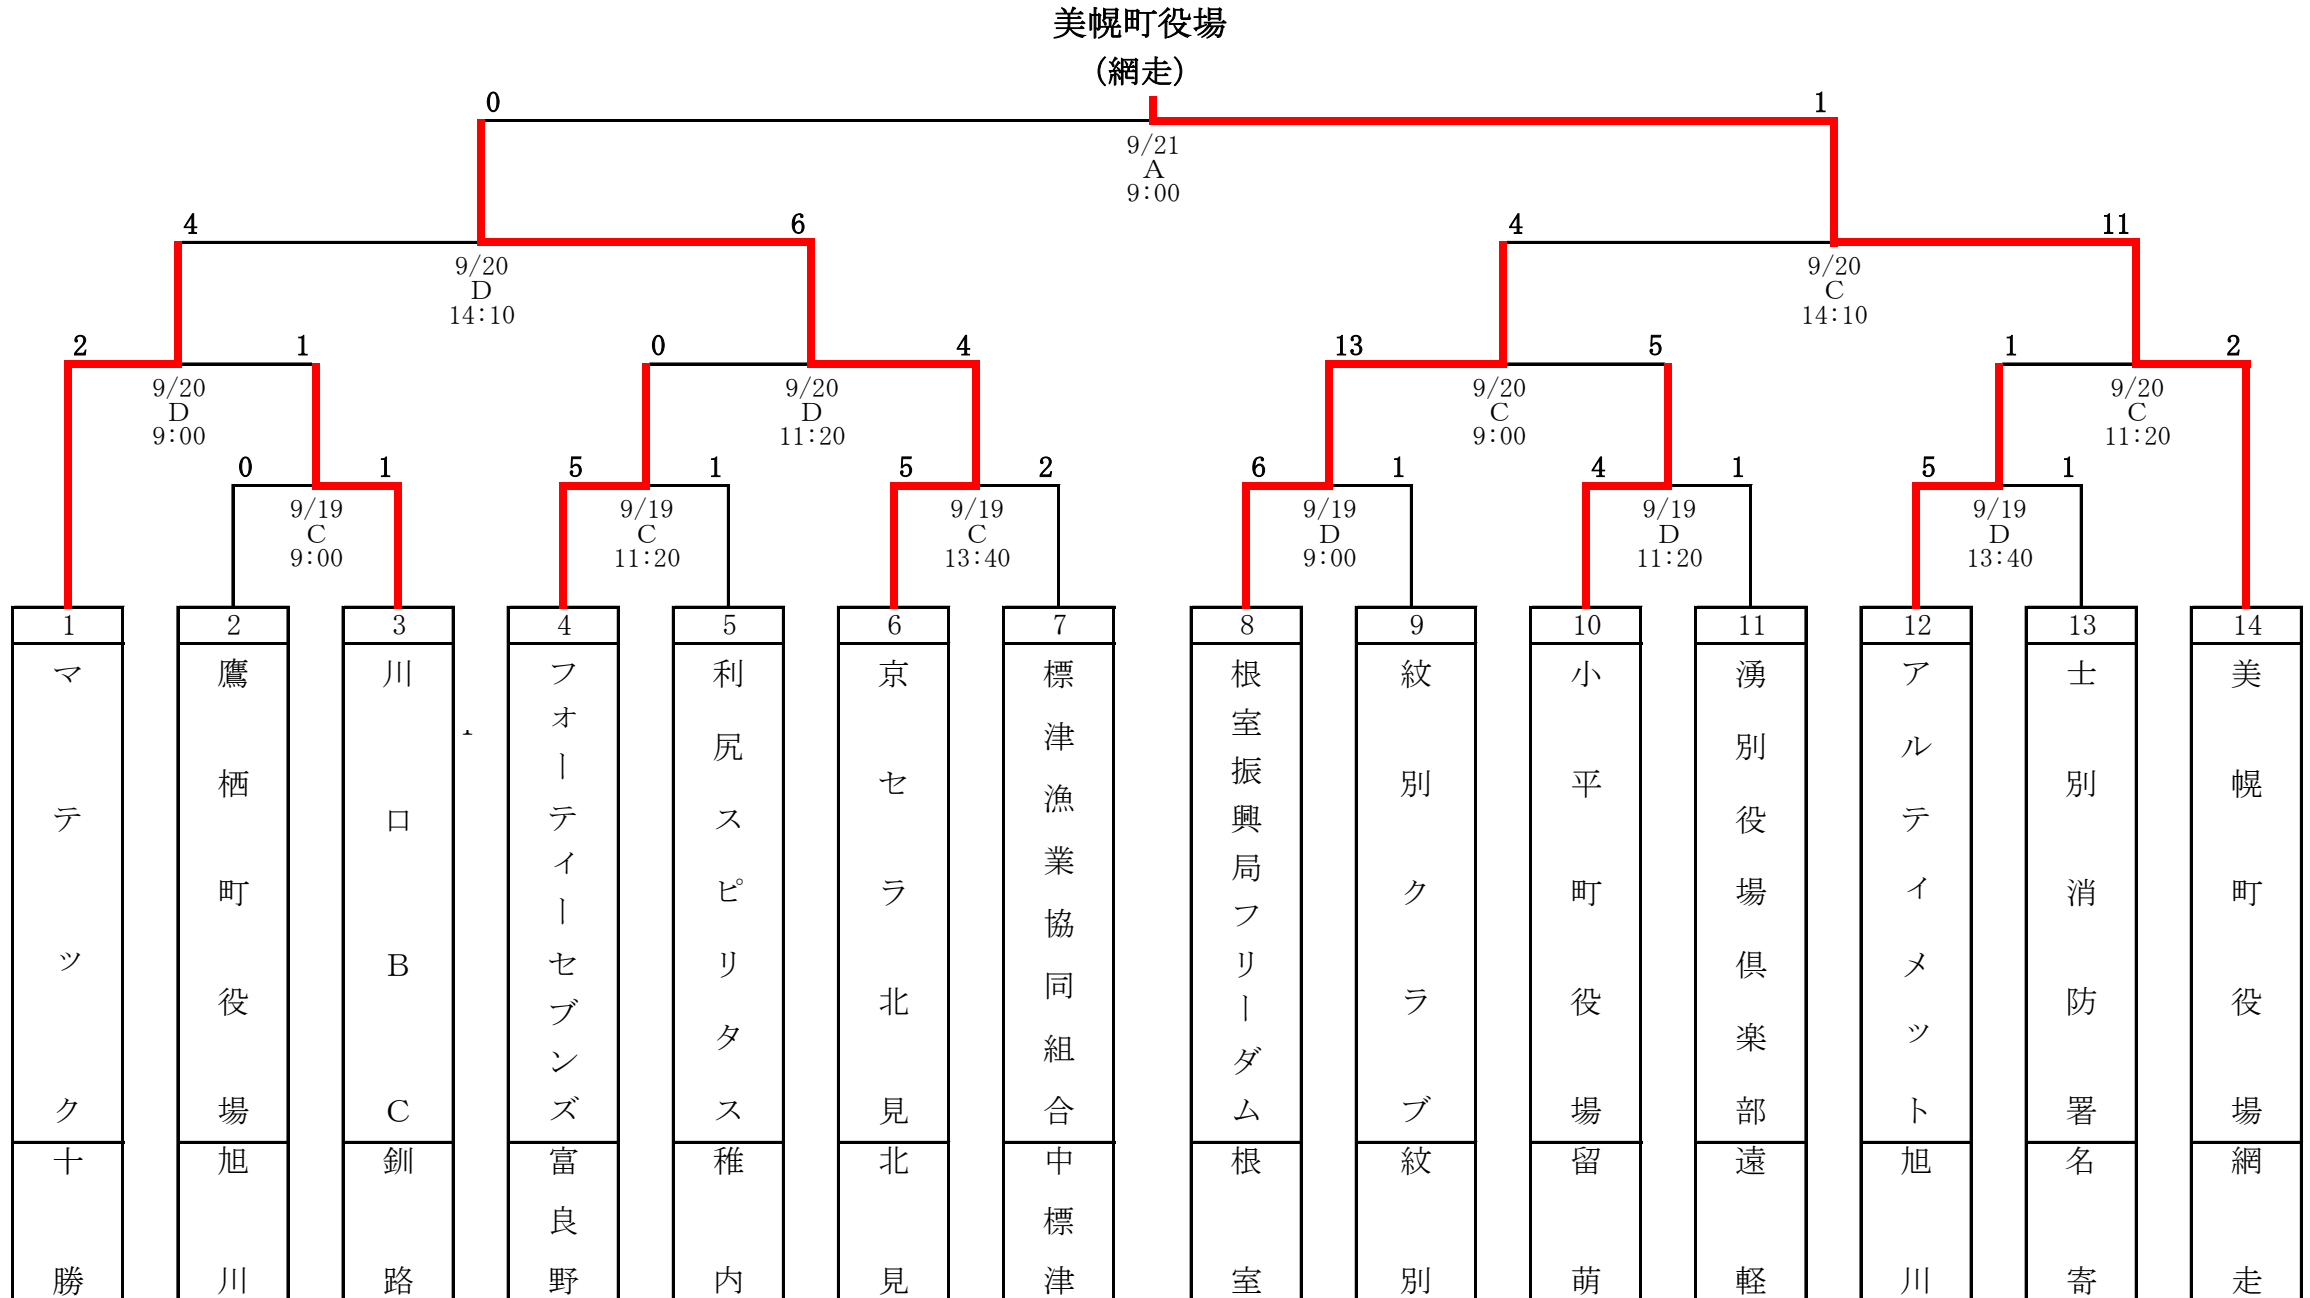 美幌町役場
（網走）
0 1
9/21
A
9:00
4 6 4 11
9/20 9/20
D C
14:10 14:10
2 1 0 4 13 5 1 2
9/20 9/20 9/20 9/20
D D C C
9:00 11:20 9:00 11:20
0 1 5 1 5 2 6 1 4 1 5 1
9/19 9/19 9/19 9/19 9/19 9/19
C C C D D D
9:00 11:20 13:40 9:00 11:20 13:40
1 2 3 4 5 6 7 8 9 10 11 12 13 14
マテック
鷹栖町役場
川口BC
フォーティーセブンズ
利尻スピリタス
京セラ北見
標津漁業協同組合
根室振興局フリーダム
紋別クラブ
小平町役場
湧別役場倶楽部
アルティメット
士別消防署
美幌町役場
十勝
旭川
釧路
富良野
稚内
北見
中標津
根室
紋別
留萌
遠軽
旭川
名寄
網走